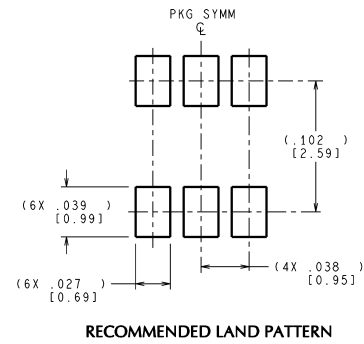 PKG SYMM
℄
(.102 )
[2.59]
(6X .039 )
[0.99]
(4X .038 )
[0.95]
(6X .027 )
[0.69]
RECOMMENDED LAND PATTERN